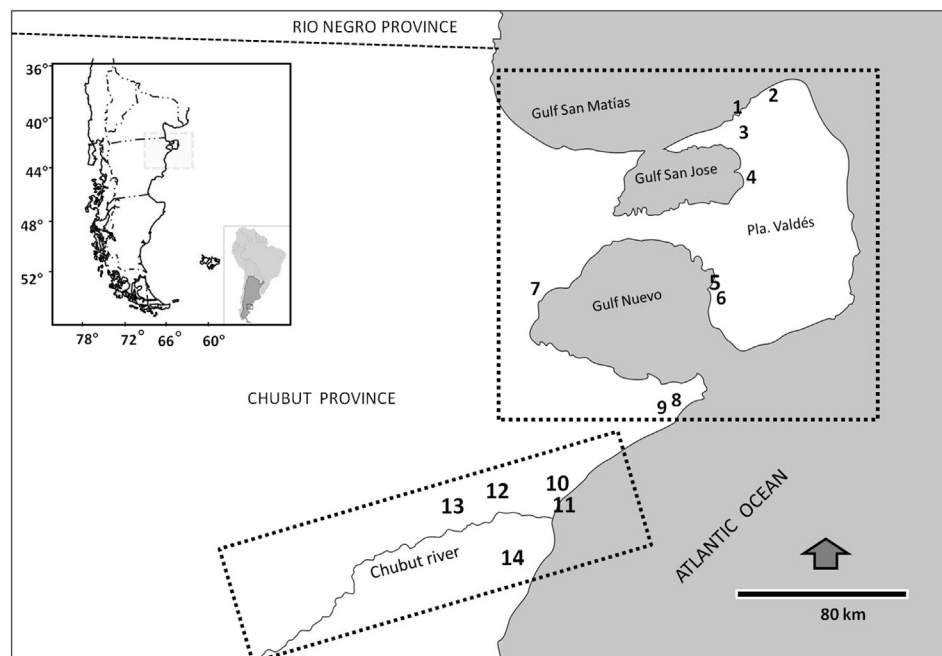 RIO NEGRO PROVINCE
36°
40°
44°
48°
52°
78°
72°
66°
60°
Gulf San Matías
1
2
3
Gulf San Jose
4
Pla. Valdés
5
6
7
Gulf Nuevo
CHUBUT PROVINCE
9
8
10
11
12
13
14
Chubut river
ATLANTIC OCEAN
80 km